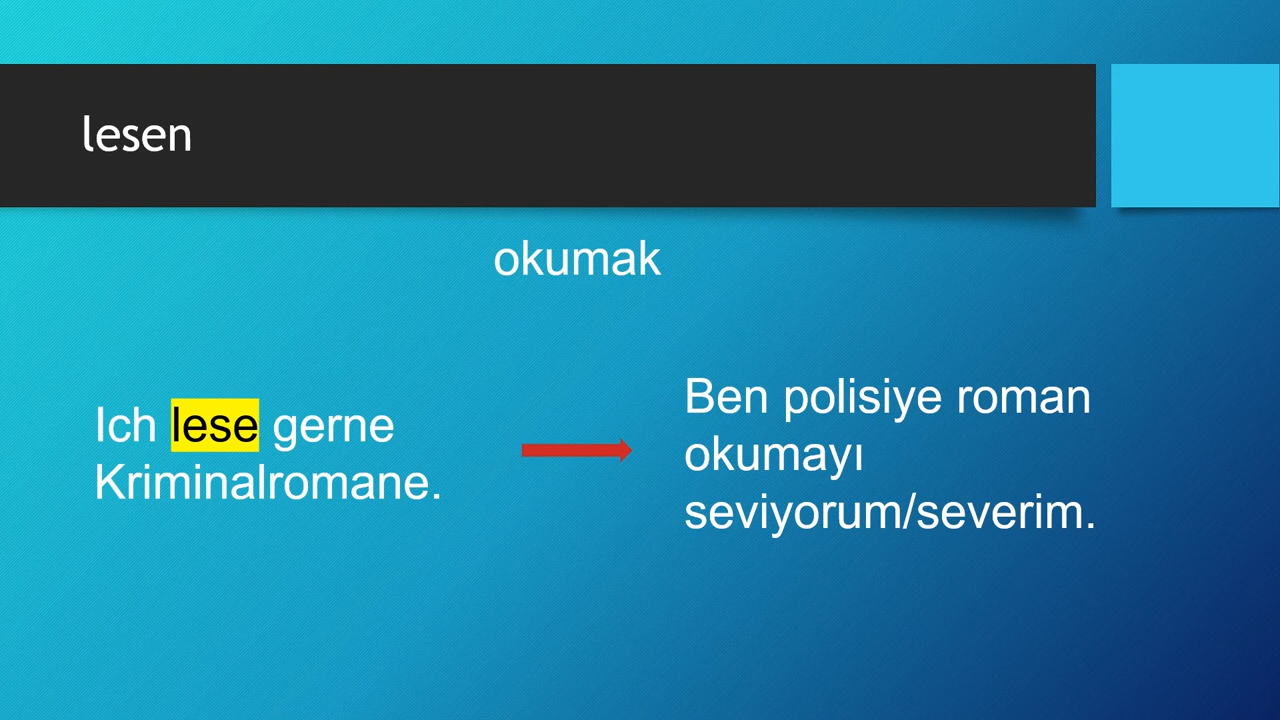 lesen
okumak
Ich lese gerne
Kriminalromane.
Ben polisiye roman
okumayı
seviyorum/severim.